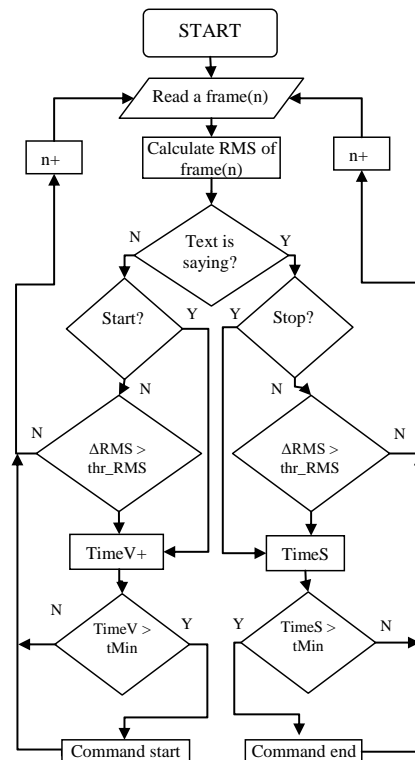 START
Read a frame(n)
n+
Calculate RMS of
frame(n)
n+
N
Text is
saying?
Y
Start?
Y
Y
Stop?
N
N
N
ΔRMS >
thr_RMS
ΔRMS >
thr_RMS
N
TimeV+
TimeS
N
TimeV >
tMin
Y
Y
TimeS >
tMin
N
Command start
Command end